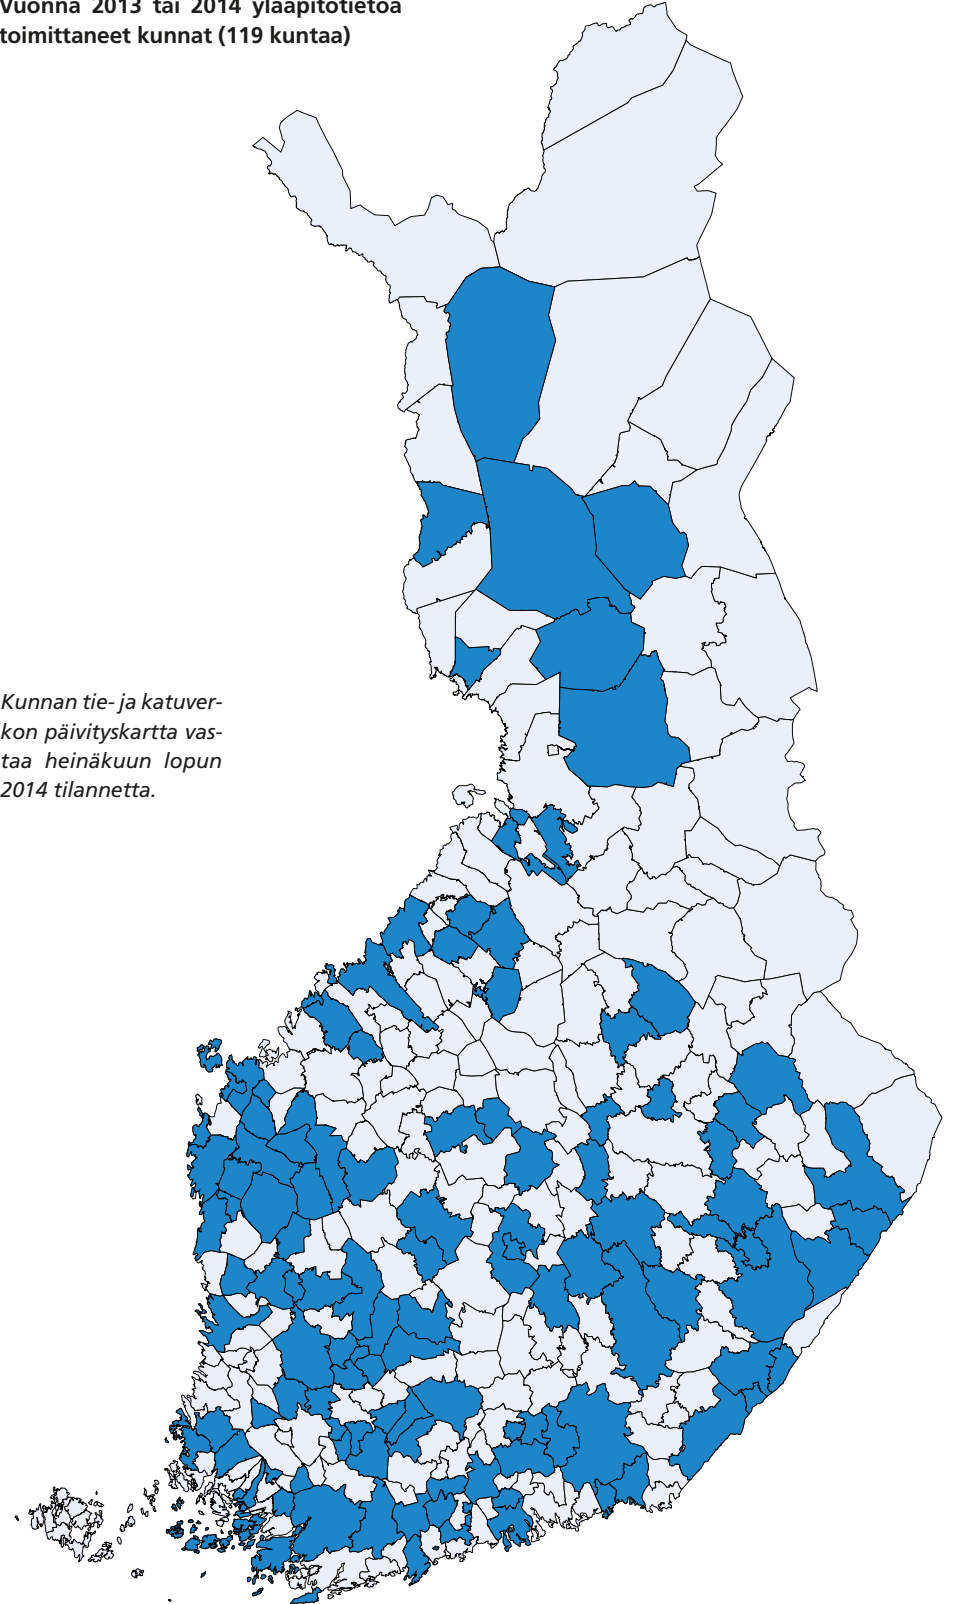 Vuonna 2013 tai 2014 ylläpitotietoa
toimittaneet kunnat (119 kuntaa)
Kunnan tie- ja katuver-
kon päivityskartta vas-
taa heinäkuun lopun
2014 tilannetta.